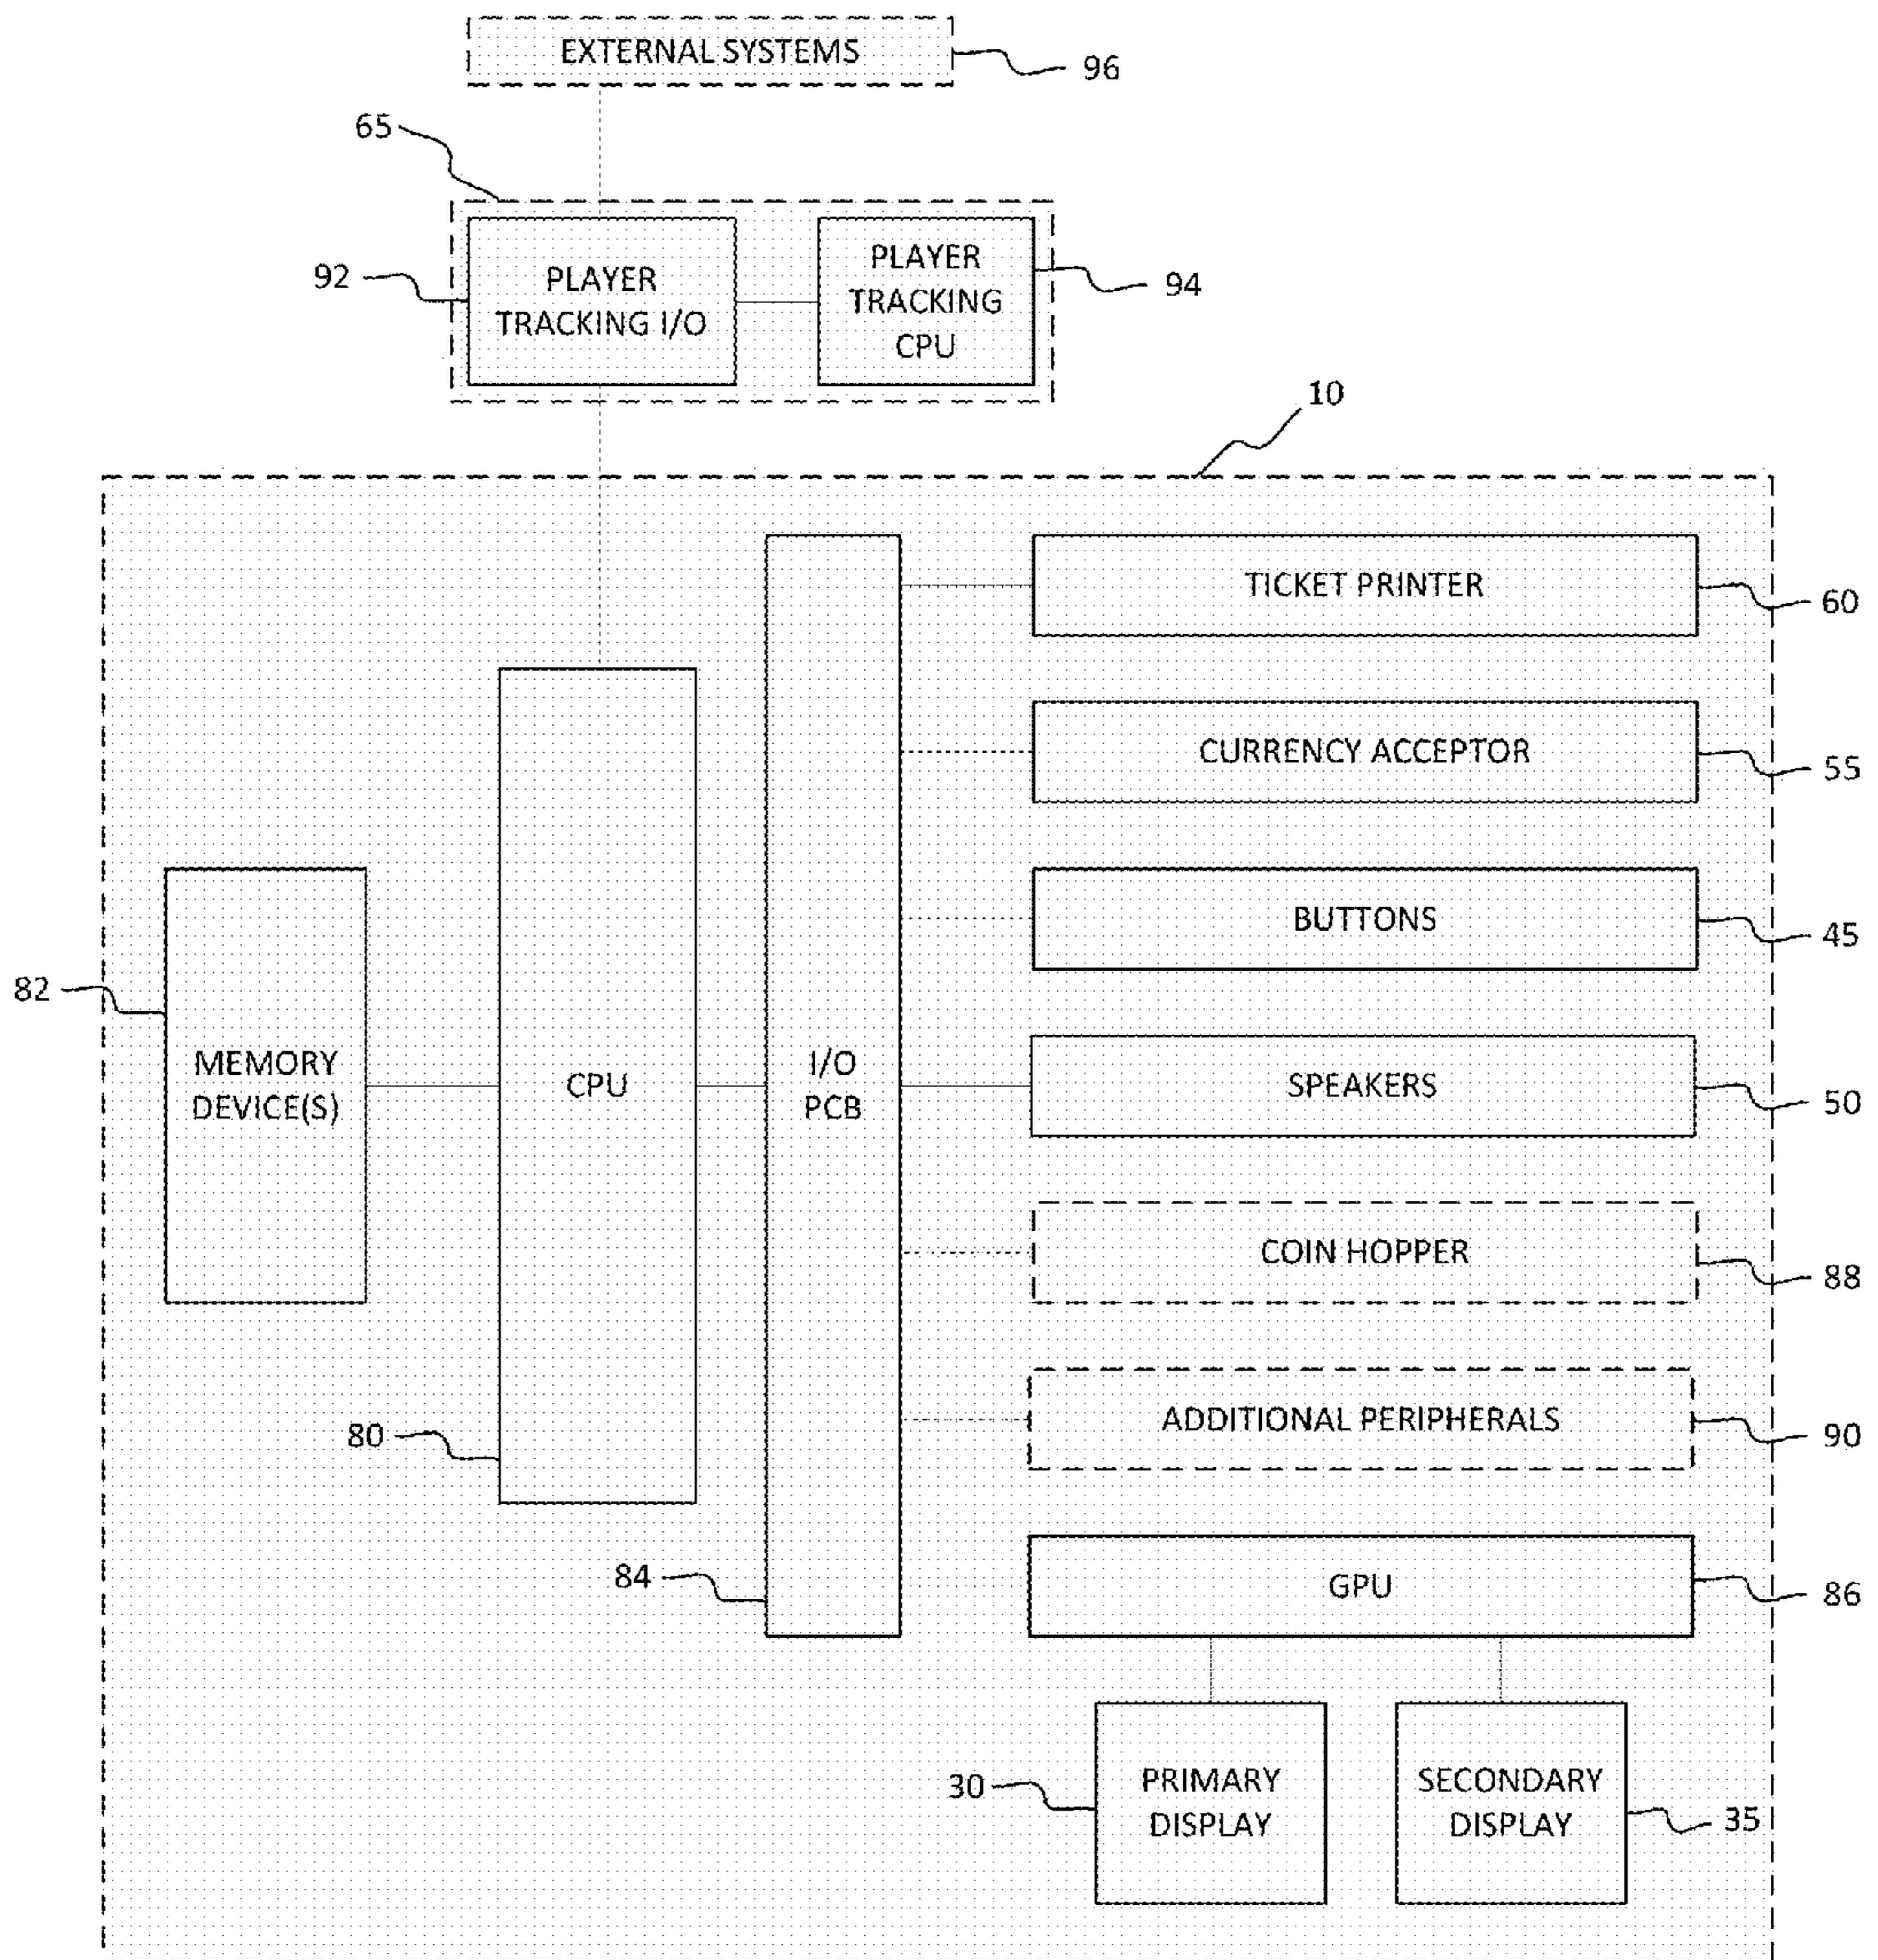 EXTERNAL SYSTEMS
96
65
92
PLAYER
TRACKING I/O
PLAYER
TRACKING
CPU
94
10
TICKET PRINTER
60
CURRENCY ACCEPTOR
55
BUTTONS
45
82
MEMORY
DEVICE(S)
CPU
I/O
PCB
SPEAKERS
50
COIN HOPPER
88
80
ADDITIONAL PERIPHERALS
90
84
GPU
86
30
PRIMARY
DISPLAY
SECONDARY
DISPLAY
35